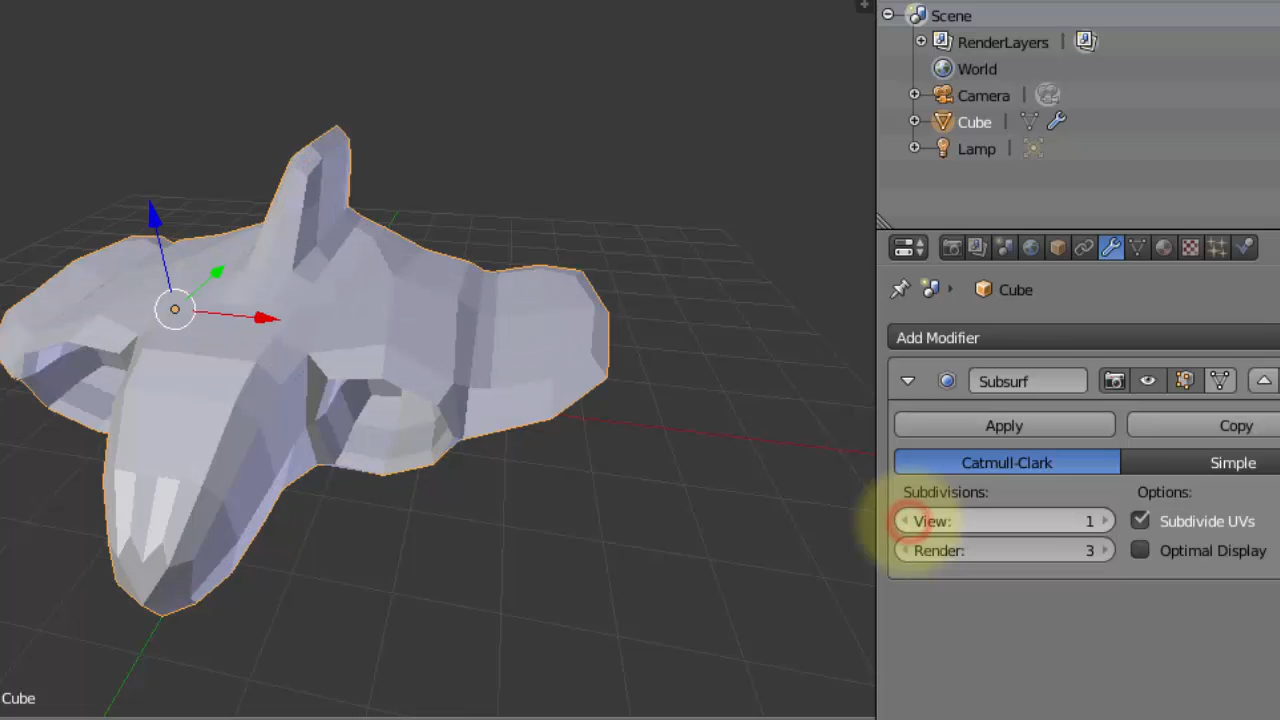 Scene
RenderLayers
World
Camera
Cube
Lamp
Cube
Add Modifier
Subsurf
Apply Copy
Catmull-Clark Simple
Subdivisions: Options:
View: 1 Subdivide UVs
Render: 3 Optimal Display
Cube